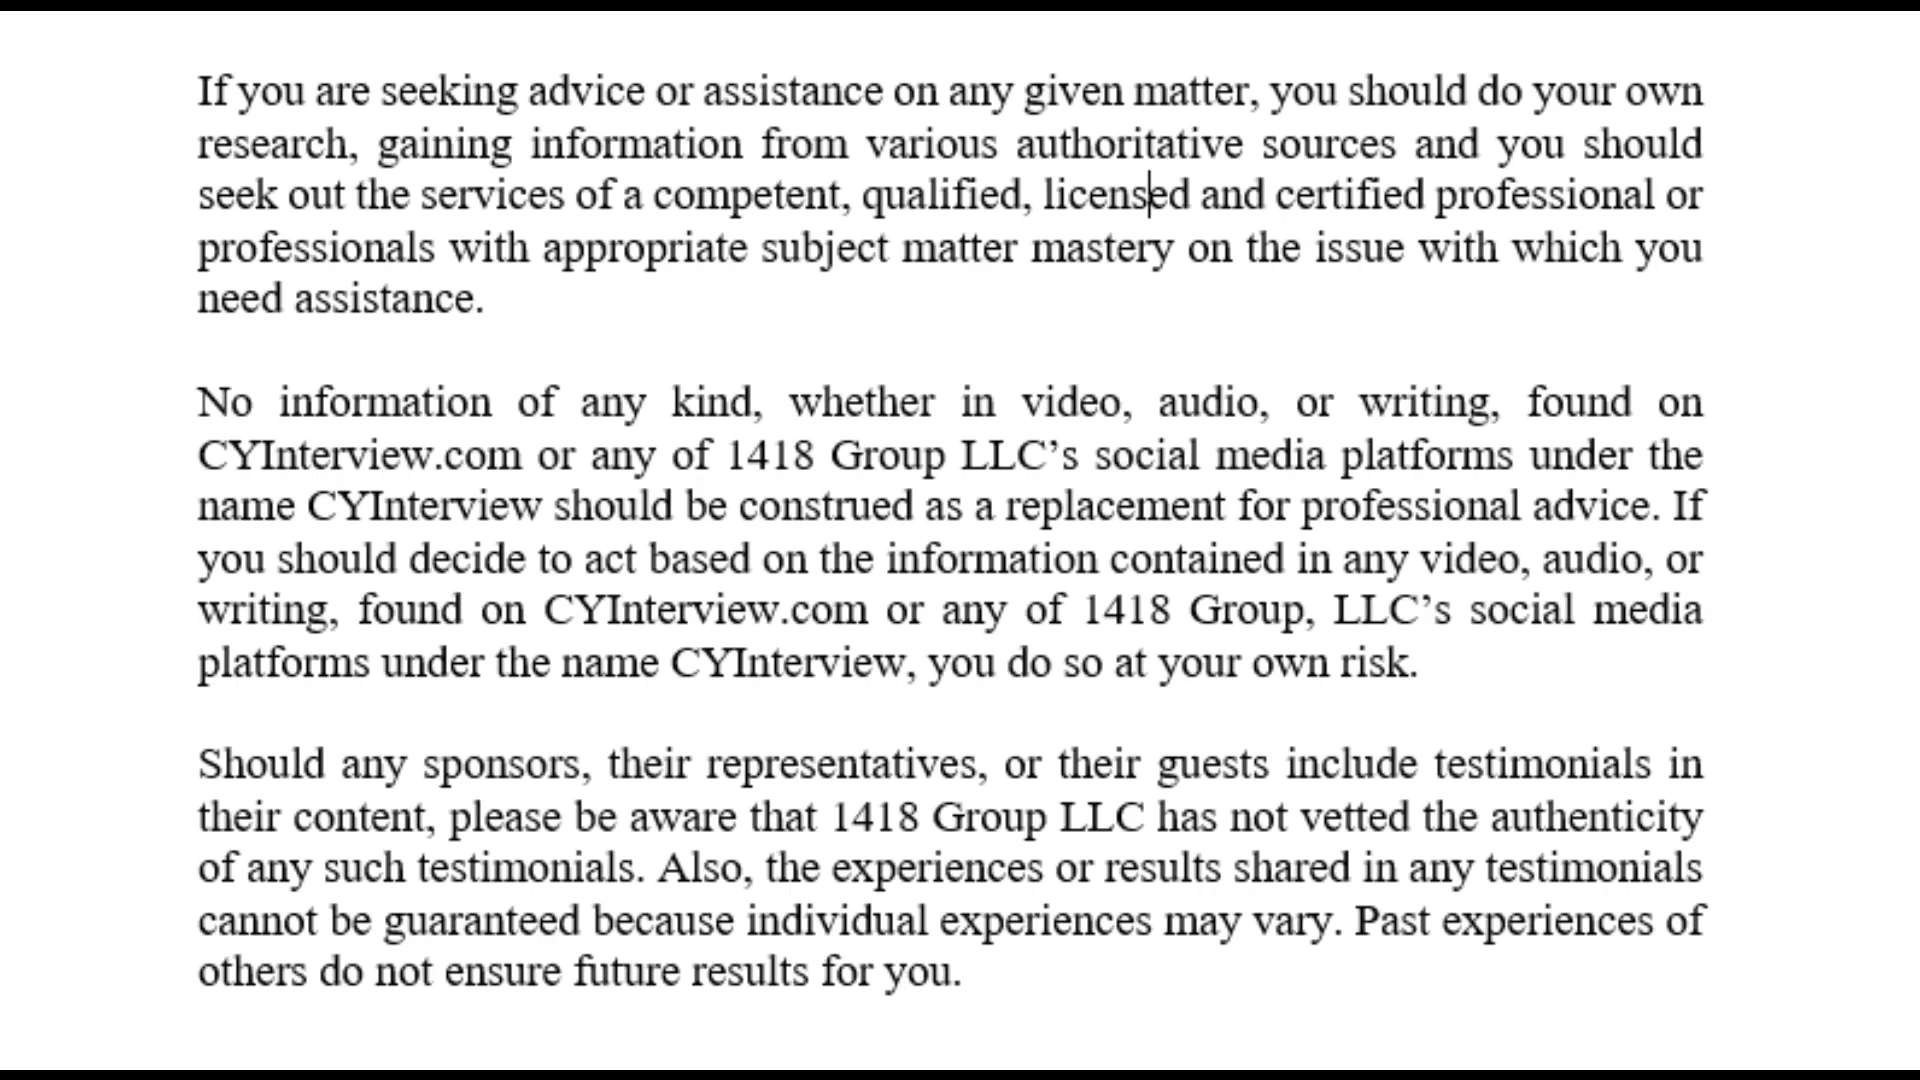 If you are seeking advice or assistance on any given matter, you should do your own
research, gaining information from various authoritative sources and you should
seek out the services of a competent, qualified, licensed and certified professional or
professionals with appropriate subject matter mastery on the issue with which you
need assistance.
No information of any kind, whether in video, audio, or writing, found on
CYInterview.com or any of 1418 Group LLC’s social media platforms under the
name CYInterview should be construed as a replacement for professional advice. If
you should decide to act based on the information contained in any video, audio, or
writing, found on CYInterview.com or any of 1418 Group, LLC’s social media
platforms under the name CYInterview, you do so at your own risk.
Should any sponsors, their representatives, or their guests include testimonials in
their content, please be aware that 1418 Group LLC has not vetted the authenticity
of any such testimonials. Also, the experiences or results shared in any testimonials
cannot be guaranteed because individual experiences may vary. Past experiences of
others do not ensure future results for you.